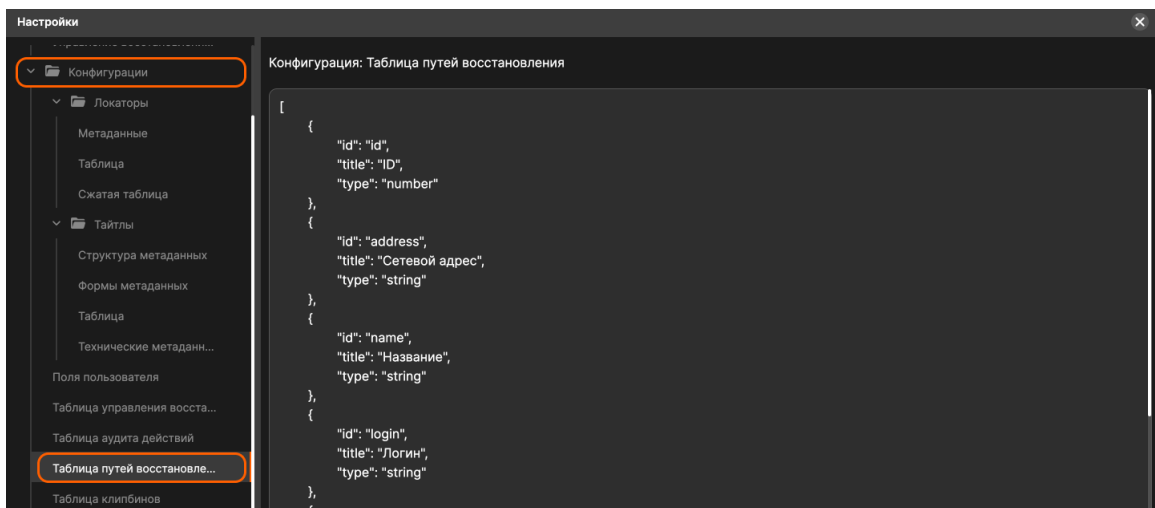 Настройки
Конфигурации
Локаторы
Метаданные
Таблица
Сжатая таблица
Тайтлы
Структура метаданных
Формы метаданных
Таблица
Технические метаданн...
Поля пользователя
Таблица управления восста...
Таблица аудита действий
Таблица путей восстановле...
Таблица клипбинов
Конфигурация: Таблица путей восстановления
[
{
"id": "id",
"title": "ID",
"type": "number"
},
{
"id": "address",
"title": "Сетевой адрес",
"type": "string"
},
{
"id": "name",
"title": "Название",
"type": "string"
},
{
"id": "login",
"title": "Логин",
"type": "string"
},
{